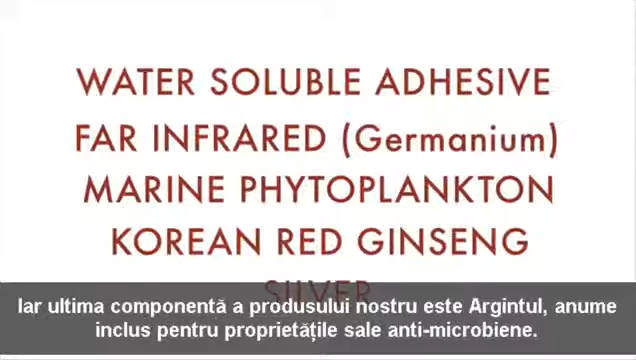 WATER SOLUBLE ADHESIVE
FAR INFRARED (Germanium)
MARINE PHYTOPLANKTON
KOREAN RED GINSENG
SILVER
Iar ultima componentă a produsului nostru este Argintul, anume
inclus pentru proprietățile sale anti-microbiene.